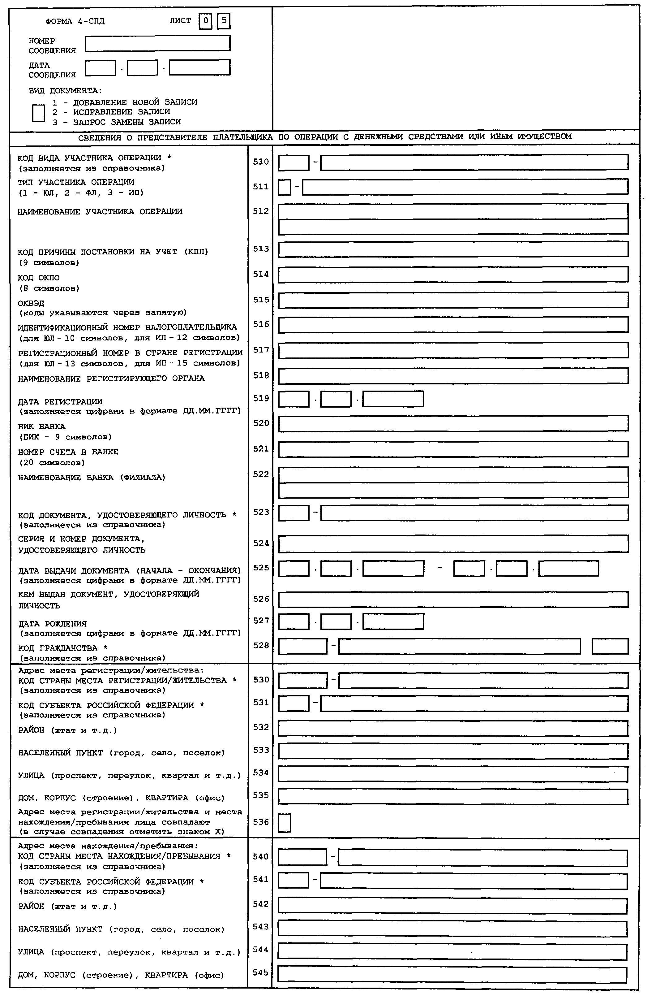 ФОРМА 4-СПД ЛИСТ 0 5
НОМЕР
СООБЩЕНИЯ
ДАТА
СООБЩЕНИЯ . .
ВИД ДОКУМЕНТА:
1 - ДОБАВЛЕНИЕ НОВОЙ ЗАПИСИ
2 - ИСПРАВЛЕНИЕ ЗАПИСИ
3 - ЗАПРОС ЗАМЕНЫ ЗАПИСИ
СВЕДЕНИЯ О ПРЕДСТАВИТЕЛЕ ПЛАТЕЛЬЩИКА ПО ОПЕРАЦИИ С ДЕНЕЖНЫМИ СРЕДСТВАМИ ИЛИ ИНЫМ ИМУЩЕСТВОМ
КОД ВИДА УЧАСТНИКА ОПЕРАЦИИ * 510 -
(заполняется из справочника)
ТИП УЧАСТНИКА ОПЕРАЦИИ 511 -
(1 - ЮЛ, 2 - ФЛ, 3 - ИП)
НАИМЕНОВАНИЕ УЧАСТНИКА ОПЕРАЦИИ 512
КОД ПРИЧИНЫ ПОСТАНОВКИ НА УЧЕТ (КПП) 513
(9 символов)
КОД ОКПО 514
(8 символов)
ОКВЭД 515
(коды указываются через запятую)
ИДЕНТИФИКАЦИОННЫЙ НОМЕР НАЛОГОПЛАТЕЛЬЩИКА 516
(для ЮЛ - 10 символов, для ИП - 12 символов)
РЕГИСТРАЦИОННЫЙ НОМЕР В СТРАНЕ РЕГИСТРАЦИИ 517
(для ЮЛ - 13 символов, для ИП - 15 символов)
НАИМЕНОВАНИЕ РЕГИСТРИРУЮЩЕГО ОРГАНА 518
ДАТА РЕГИСТРАЦИИ 519 . .
(заполняется цифрами в формате ДД.ММ.ГГГГ)
БИК БАНКА 520
(БИК - 9 символов)
НОМЕР СЧЕТА В БАНКЕ 521
(20 символов)
НАИМЕНОВАНИЕ БАНКА (ФИЛИАЛА) 522
КОД ДОКУМЕНТА, УДОСТОВЕРЯЮЩЕГО ЛИЧНОСТЬ * 523 -
(заполняется из справочника)
СЕРИЯ И НОМЕР ДОКУМЕНТА, 524
УДОСТОВЕРЯЮЩЕГО ЛИЧНОСТЬ
ДАТА ВЫДАЧИ ДОКУМЕНТА (НАЧАЛА - ОКОНЧАНИЯ) 525 . . - . .
(заполняется цифрами в формате ДД.ММ.ГГГГ)
КЕМ ВЫДАН ДОКУМЕНТ, УДОСТОВЕРЯЮЩИЙ 526
ЛИЧНОСТЬ
ДАТА РОЖДЕНИЯ 527 . .
(заполняется цифрами в формате ДД.ММ.ГГГГ)
КОД ГРАЖДАНСТВА * 528 -
(заполняется из справочника)
Адрес места регистрации/жительства:
КОД СТРАНЫ МЕСТА РЕГИСТРАЦИИ/ЖИТЕЛЬСТВА * 530 -
(заполняется из справочника)
КОД СУБЪЕКТА РОССИЙСКОЙ ФЕДЕРАЦИИ * 531 -
(заполняется из справочника)
РАЙОН (штат и т.д.) 532
НАСЕЛЕННЫЙ ПУНКТ (город, село, поселок) 533
УЛИЦА (проспект, переулок, квартал и т.д.) 534
ДОМ, КОРПУС (строение), КВАРТИРА (офис) 535
Адрес места регистрации/жительства и места
нахождения/пребывания лица совпадают 536
(в случае совпадения отметить знаком X)
Адрес места нахождения/пребывания:
КОД СТРАНЫ МЕСТА НАХОЖДЕНИЯ/ПРЕБЫВАНИЯ * 540 -
(заполняется из справочника)
КОД СУБЪЕКТА РОССИЙСКОЙ ФЕДЕРАЦИИ * 541 -
(заполняется из справочника)
РАЙОН (штат и т.д.) 542
НАСЕЛЕННЫЙ ПУНКТ (город, село, поселок) 543
УЛИЦА (проспект, переулок, квартал и т.д.) 544
ДОМ, КОРПУС (строение), КВАРТИРА (офис) 545